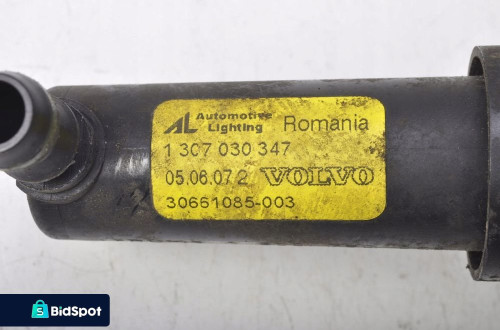 AL Automotive Lighting Romania
1 307 030 347
05.06.07 2 VOLVO
30661085-003
BidSpot